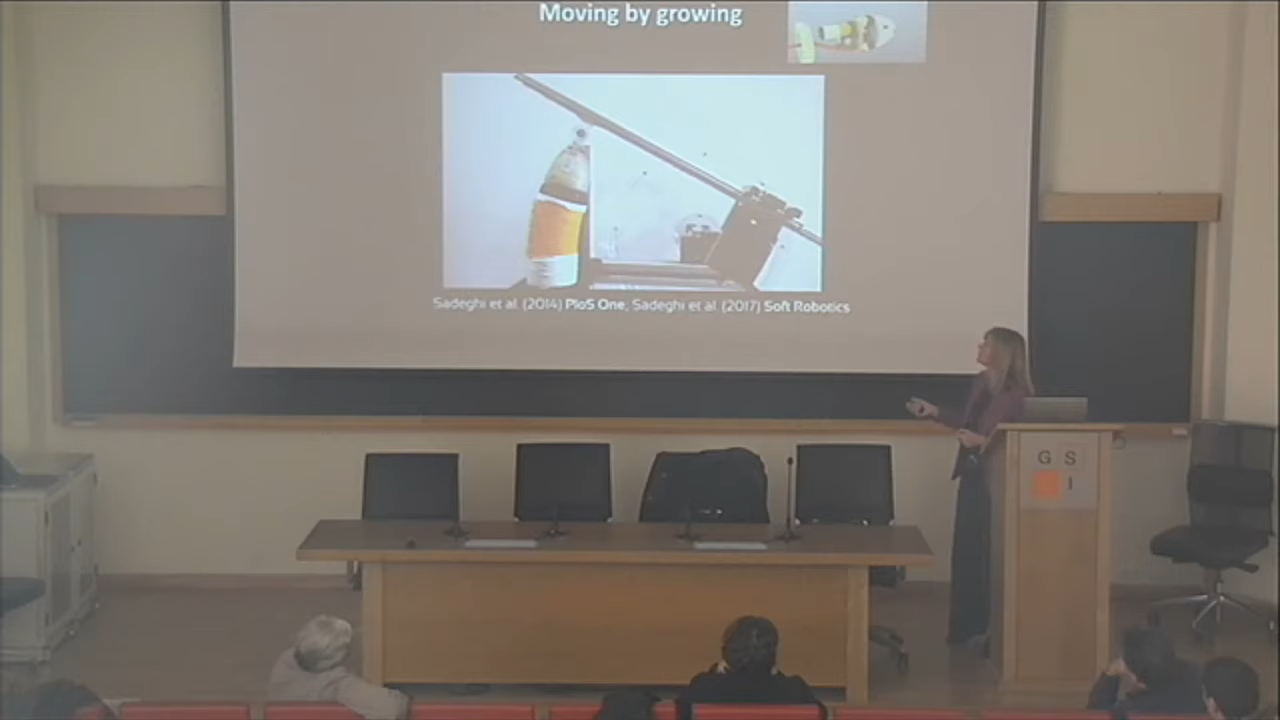 Moving by growing
Sadeghi et al. (2014) PloS One, Sadeghi et al. (2017) Soft Robotics
G S
I